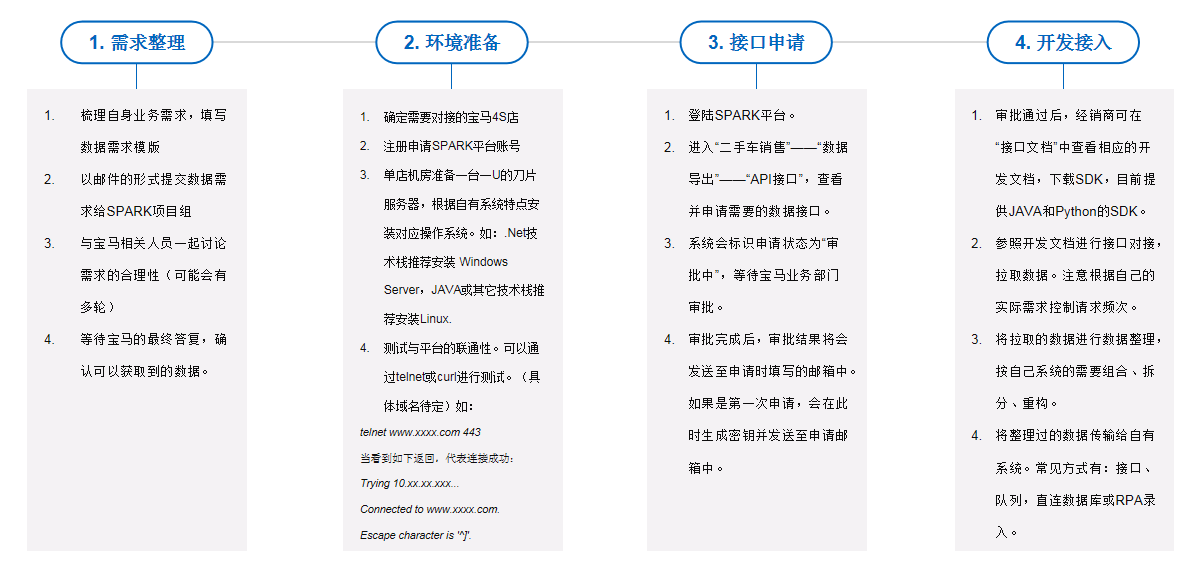 1. 需求整理
1. 梳理自身业务需求，填写
数据需求模版
2. 以邮件的形式提交数据需
求给SPARK项目组
3. 与宝马相关人员一起讨论
需求的合理性（可能会有
多轮）
4. 等待宝马的最终答复，确
认可以获取到的数据。
2. 环境准备
1. 确定需要对接的宝马4S店
2. 注册申请SPARK平台账号
3. 单店机房准备一台一U的刀片
服务器，根据自有系统特点安
装对应操作系统。如：.Net技
术栈推荐安装 Windows
Server，JAVA或其它技术栈推
荐安装Linux.
4. 测试与平台的联通性。可以通
过telnet或curl进行测试。（具
体域名待定）如：
telnet www.xxxx.com 443
当看到如下返回，代表连接成功：
Trying 10.xx.xx.xxx...
Connected to www.xxxx.com.
Escape character is '^]'.
3. 接口申请
1. 登陆SPARK平台。
2. 进入“二手车销售”——“数据
导出”——“API接口”，查看
并申请需要的数据接口。
3. 系统会标识申请状态为“审
批中”，等待宝马业务部门
审批。
4. 审批完成后，审批结果将会
发送至申请时填写的邮箱中。
如果是第一次申请，会在此
时生成密钥并发送至申请邮
箱中。
4. 开发接入
1. 审批通过后，经销商可在
“接口文档”中查看相应的开
发文档，下载SDK，目前提
供JAVA和Python的SDK。
2. 参照开发文档进行接口对接，
拉取数据。注意根据自己的
实际需求控制请求频次。
3. 将拉取的数据进行数据整理，
按自己系统的需要组合、拆
分、重构。
4. 将整理过的数据传输给自有
系统。常见方式有：接口、
队列，直连数据库或RPA录
入。